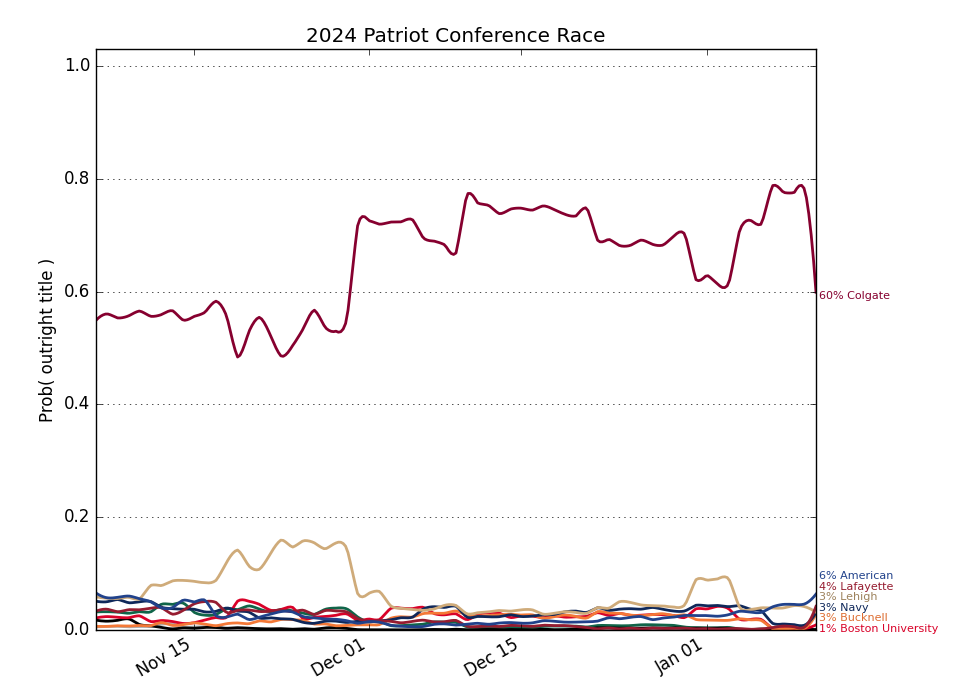 2024 Patriot Conference Race
Prob( outright title )
1.0
0.8
0.6
0.4
0.2
0.0
60% Colgate
6% American
4% Lafayette
3% Lehigh
3% Navy
3% Bucknell
1% Boston University
Nov 15
Dec 01
Dec 15
Jan 01